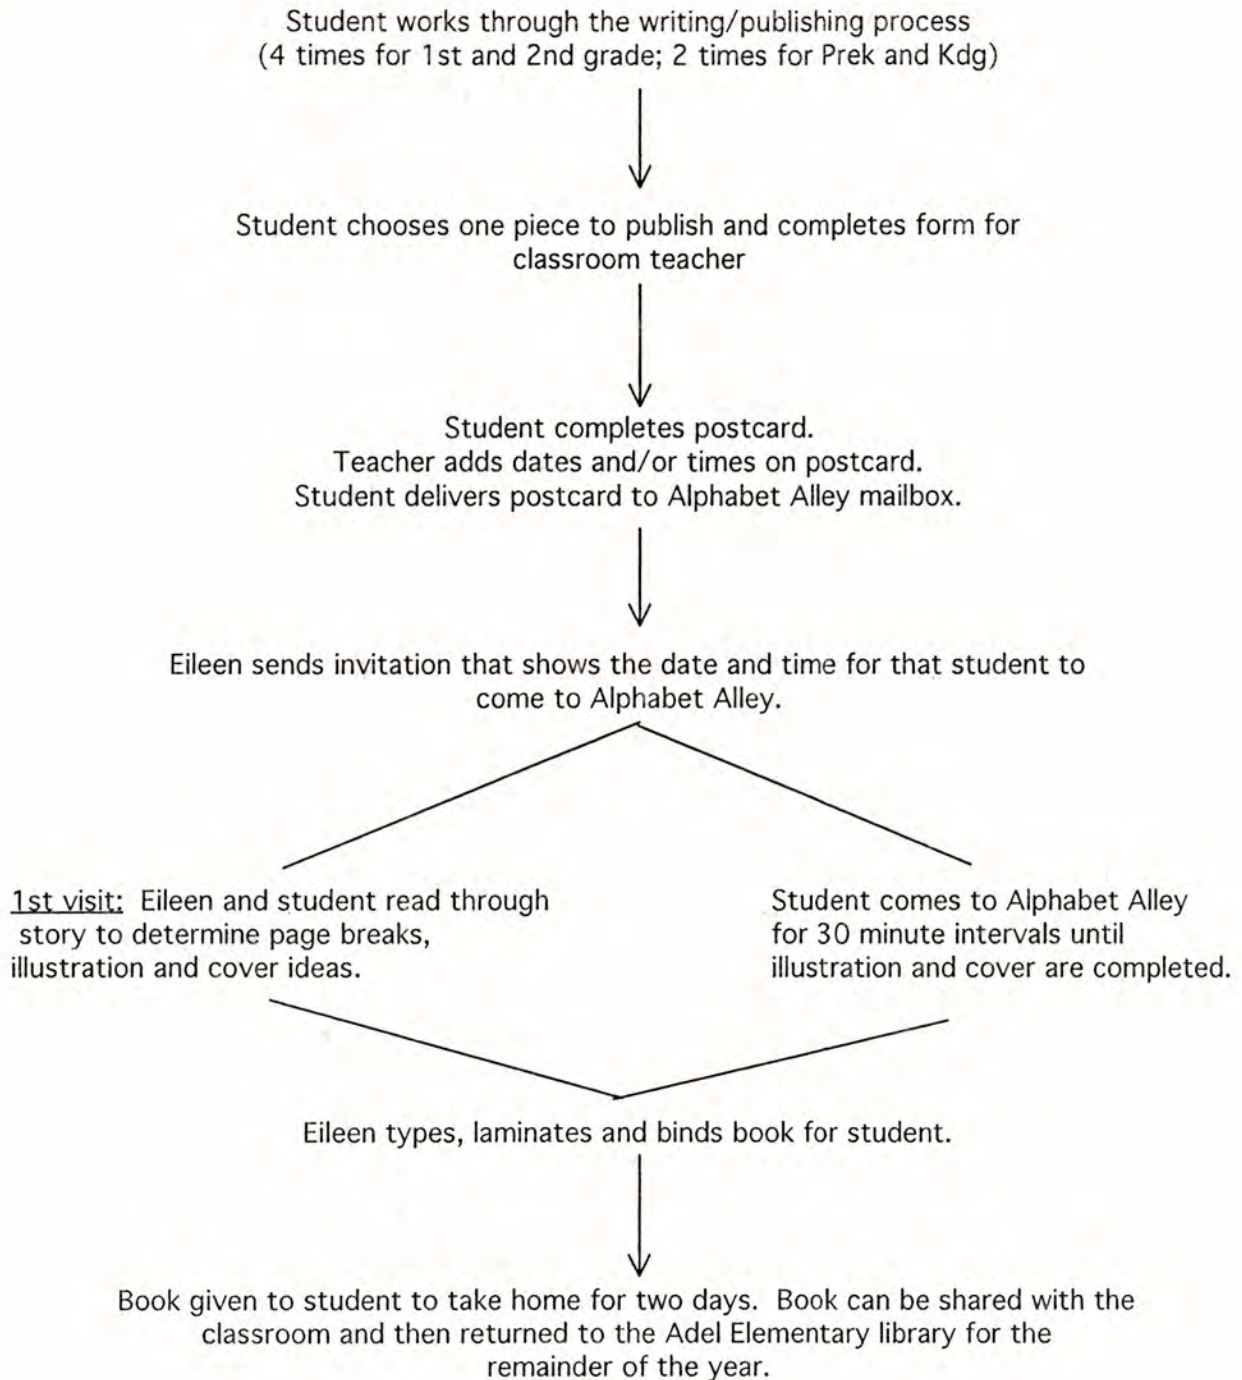 Student works through the writing/publishing process
(4 times for 1st and 2nd grade; 2 times for Prek and Kdg)
Student chooses one piece to publish and completes form for
classroom teacher
Student completes postcard.
Teacher adds dates and/or times on postcard.
Student delivers postcard to Alphabet Alley mailbox.
Eileen sends invitation that shows the date and time for that student to
come to Alphabet Alley.
1st visit: Eileen and student read through
story to determine page breaks,
illustration and cover ideas.
Student comes to Alphabet Alley
for 30 minute intervals until
illustration and cover are completed.
Eileen types, laminates and binds book for student.
Book given to student to take home for two days. Book can be shared with the
classroom and then returned to the Adel Elementary library for the
remainder of the year.